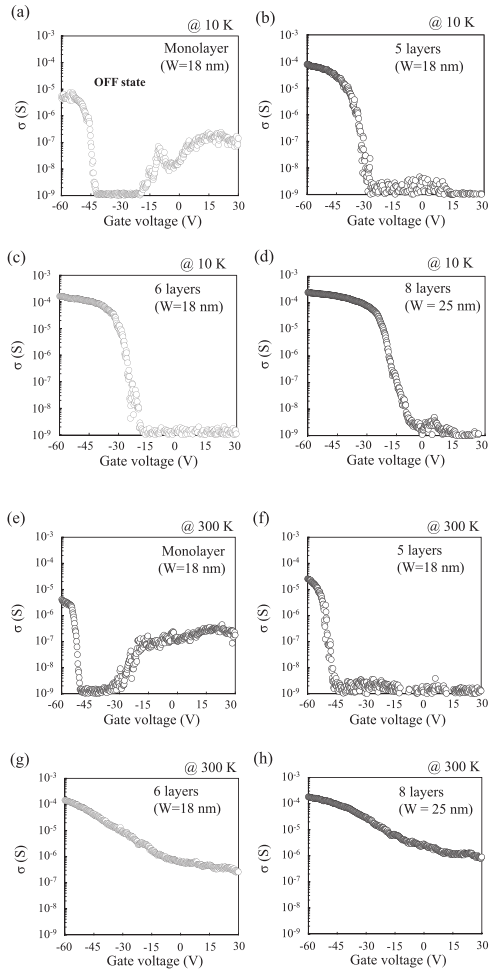 (a)
@ 10 K
Monolayer
(W=18 nm)
OFF state
σ (S)
10-3
10-4
10-5
10-6
10-7
10-8
10-9
-60 -45 -30 -15 0 15 30
Gate voltage (V)
(b)
@ 10 K
5 layers
(W=18 nm)
σ (S)
10-3
10-4
10-5
10-6
10-7
10-8
10-9
-60 -45 -30 -15 0 15 30
Gate voltage (V)
(c)
@ 10 K
6 layers
(W=18 nm)
σ (S)
10-3
10-4
10-5
10-6
10-7
10-8
10-9
-60 -45 -30 -15 0 15 30
Gate voltage (V)
(d)
@ 10 K
8 layers
(W = 25 nm)
σ (S)
10-3
10-4
10-5
10-6
10-7
10-8
10-9
-60 -45 -30 -15 0 15 30
Gate voltage (V)
(e)
@ 300 K
Monolayer
(W=18 nm)
σ (S)
10-3
10-4
10-5
10-6
10-7
10-8
10-9
-60 -45 -30 -15 0 15 30
Gate voltage (V)
(f)
@ 300 K
5 layers
(W=18 nm)
σ (S)
10-3
10-4
10-5
10-6
10-7
10-8
10-9
-60 -45 -30 -15 0 15 30
Gate voltage (V)
(g)
@ 300 K
6 layers
(W=18 nm)
σ (S)
10-3
10-4
10-5
10-6
10-7
10-8
10-9
-60 -45 -30 -15 0 15 30
Gate voltage (V)
(h)
@ 300 K
8 layers
(W = 25 nm)
σ (S)
10-3
10-4
10-5
10-6
10-7
10-8
10-9
-60 -45 -30 -15 0 15 30
Gate voltage (V)